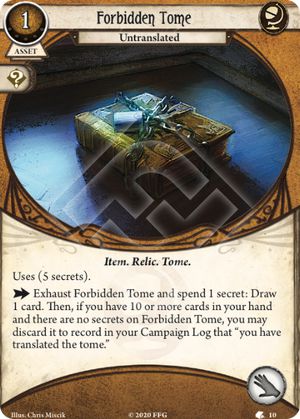 1
Forbidden Tome
ASSET
Untranslated
Item. Relic. Tome.
Uses (5 secrets).
Exhaust Forbidden Tome and spend 1 secret: Draw
1 card. Then, if you have 10 or more cards in your hand
and there are no secrets on Forbidden Tome, you may
discard it to record in your Campaign Log that “you have
translated the tome.”
Illus. Chris Miscik
© 2020 FFG
10